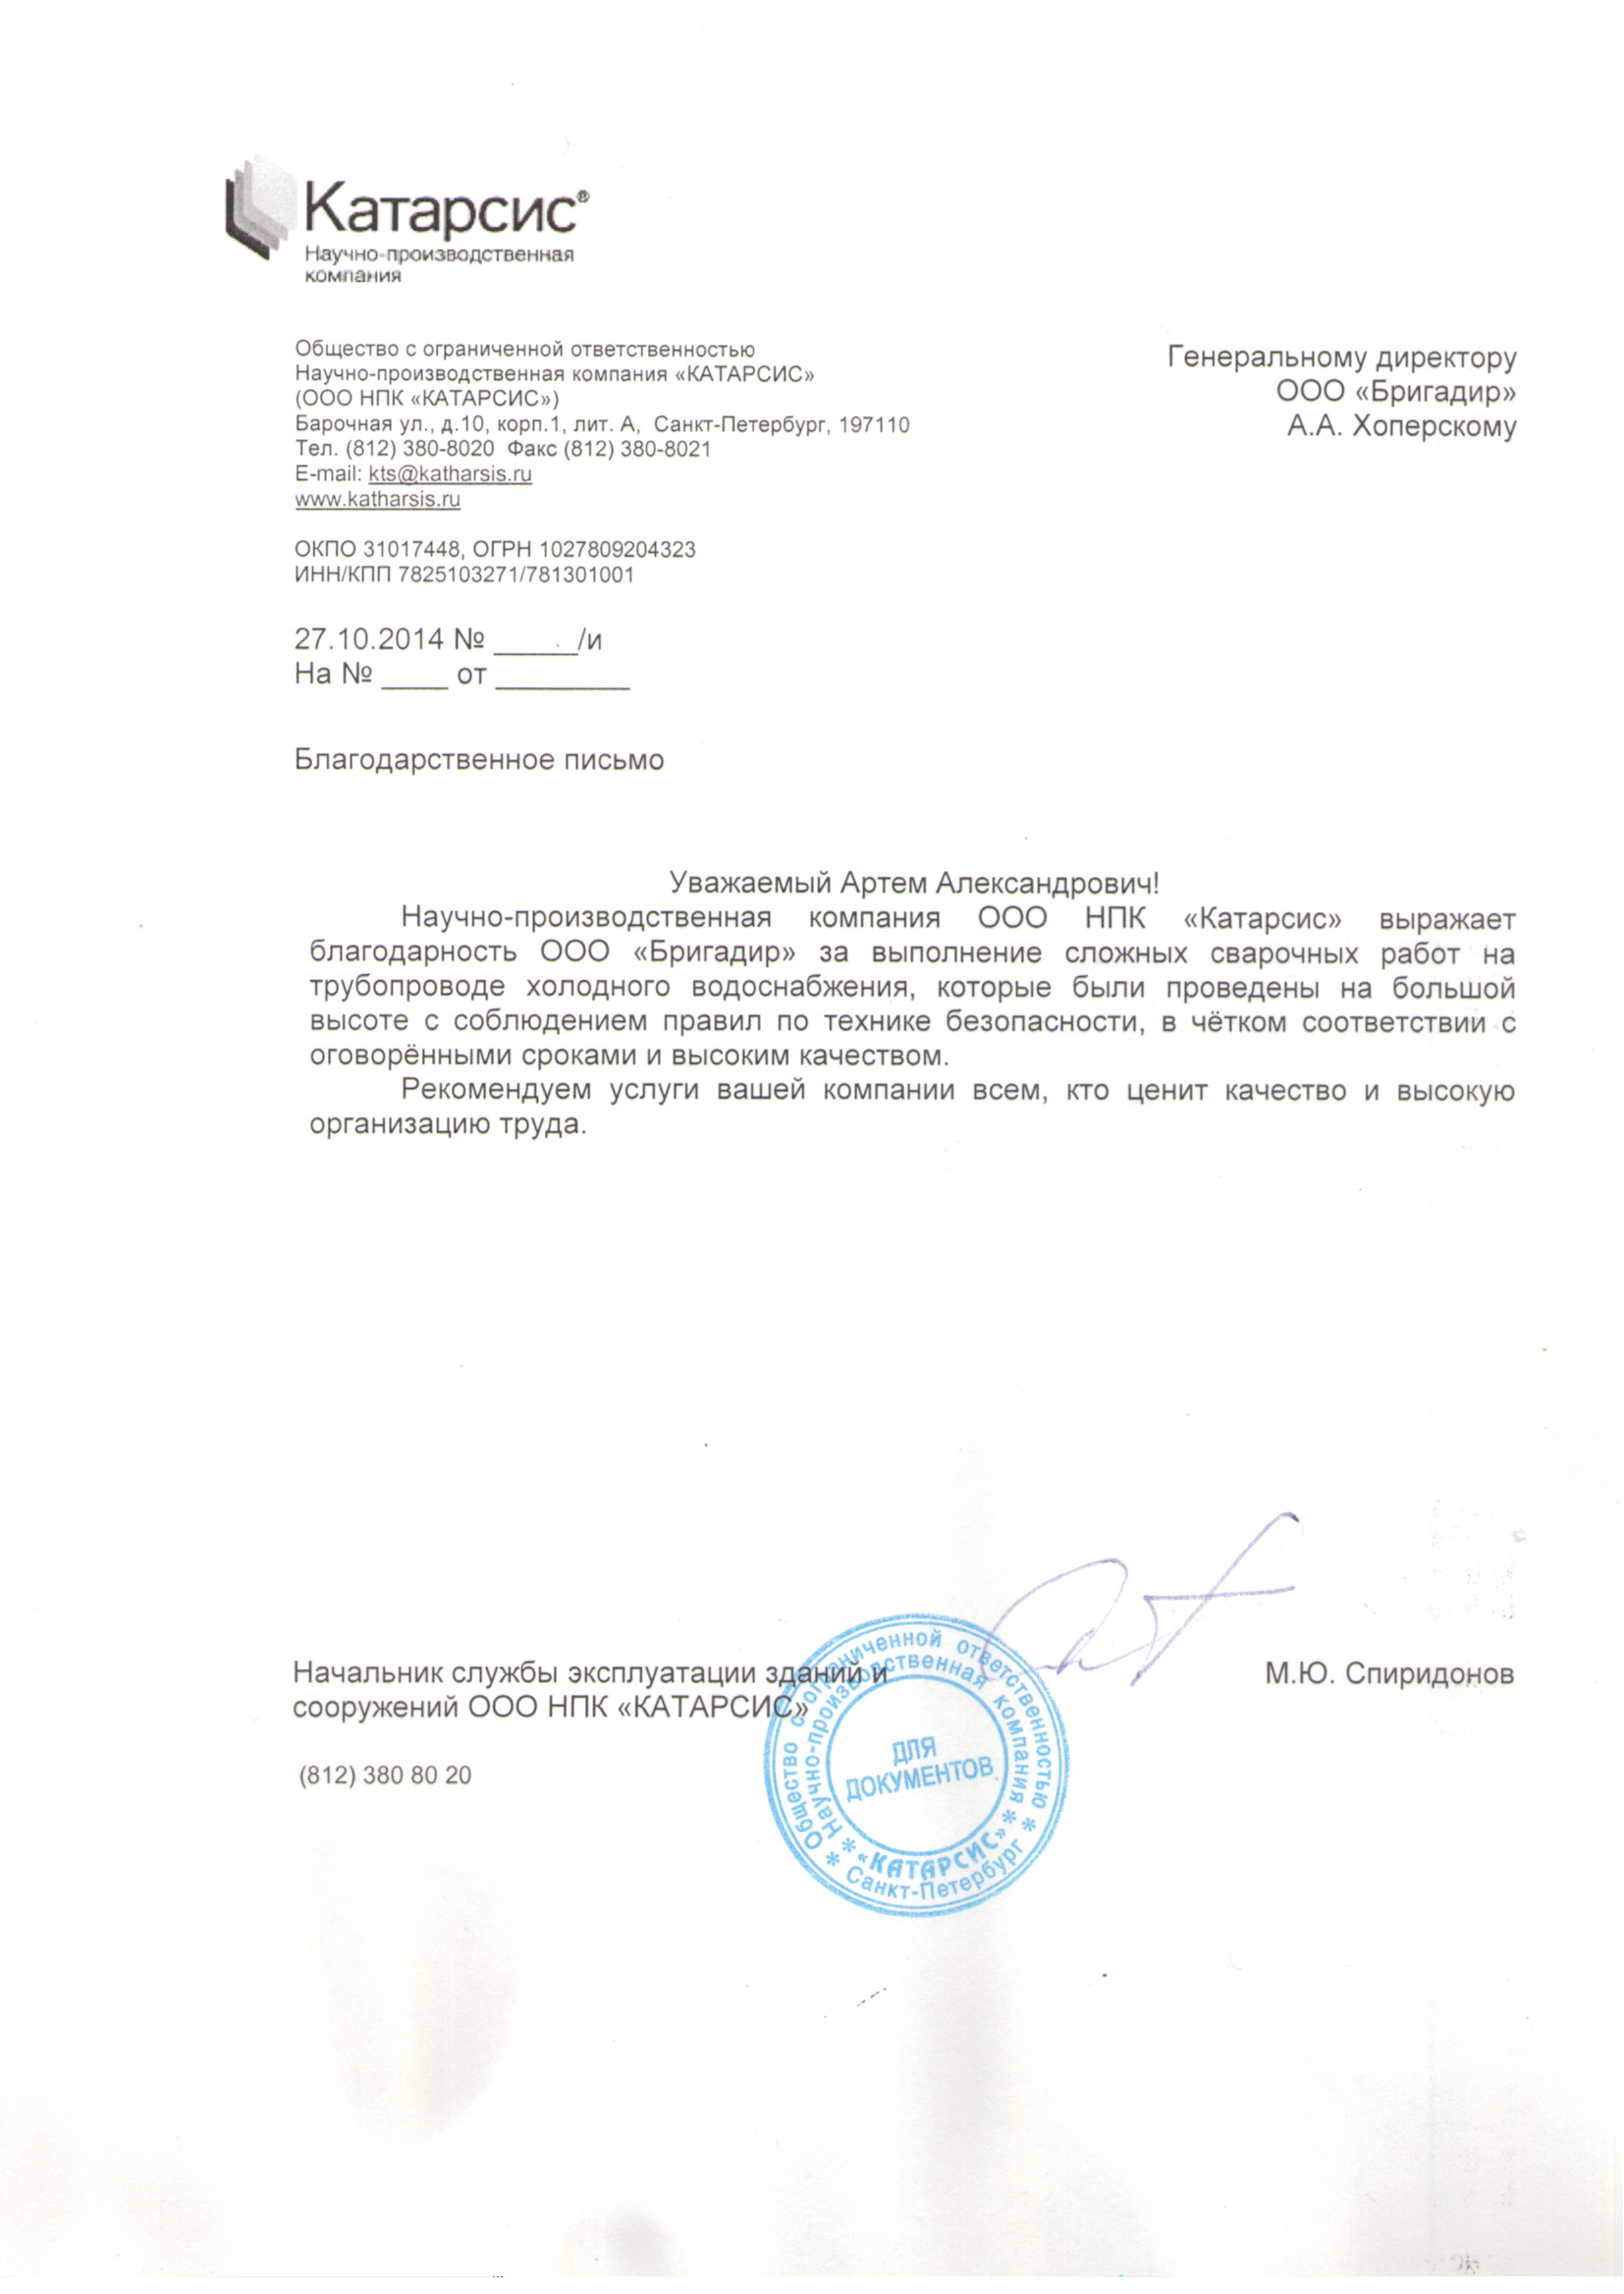 Катарсис®
Научно-производственная
компания
Общество с ограниченной ответственностью
Научно-производственная компания «КАТАРСИС»
(ООО НПК «КАТАРСИС»)
Барочная ул., д.10, корп.1, лит. А, Санкт-Петербург, 197110
Тел. (812) 380-8020 Факс (812) 380-8021
E-mail: kts@katharsis.ru
www.katharsis.ru
ОКПО 31017448, ОГРН 1027809204323
ИНН/КПП 7825103271/781301001
Генеральному директору
ООО «Бригадир»
А.А. Хоперскому
27.10.2014 № _____/и
На № ____ от ________
Благодарственное письмо
Уважаемый Артем Александрович!
Научно-производственная компания ООО НПК «Катарсис» выражает
благодарность ООО «Бригадир» за выполнение сложных сварочных работ на
трубопроводе холодного водоснабжения, которые были проведены на большой
высоте с соблюдением правил по технике безопасности, в чётком соответствии с
оговорёнными сроками и высоким качеством.
Рекомендуем услуги вашей компании всем, кто ценит качество и высокую
организацию труда.
Начальник службы эксплуатации зданий и
сооружений ООО НПК «КАТАРСИС»
М.Ю. Спиридонов
(812) 380 80 20
Общество с ограниченной ответственностью * Санкт-Петербург *
Научно-производственная компания * «КАТАРСИС» *
ДЛЯ
ДОКУМЕНТОВ